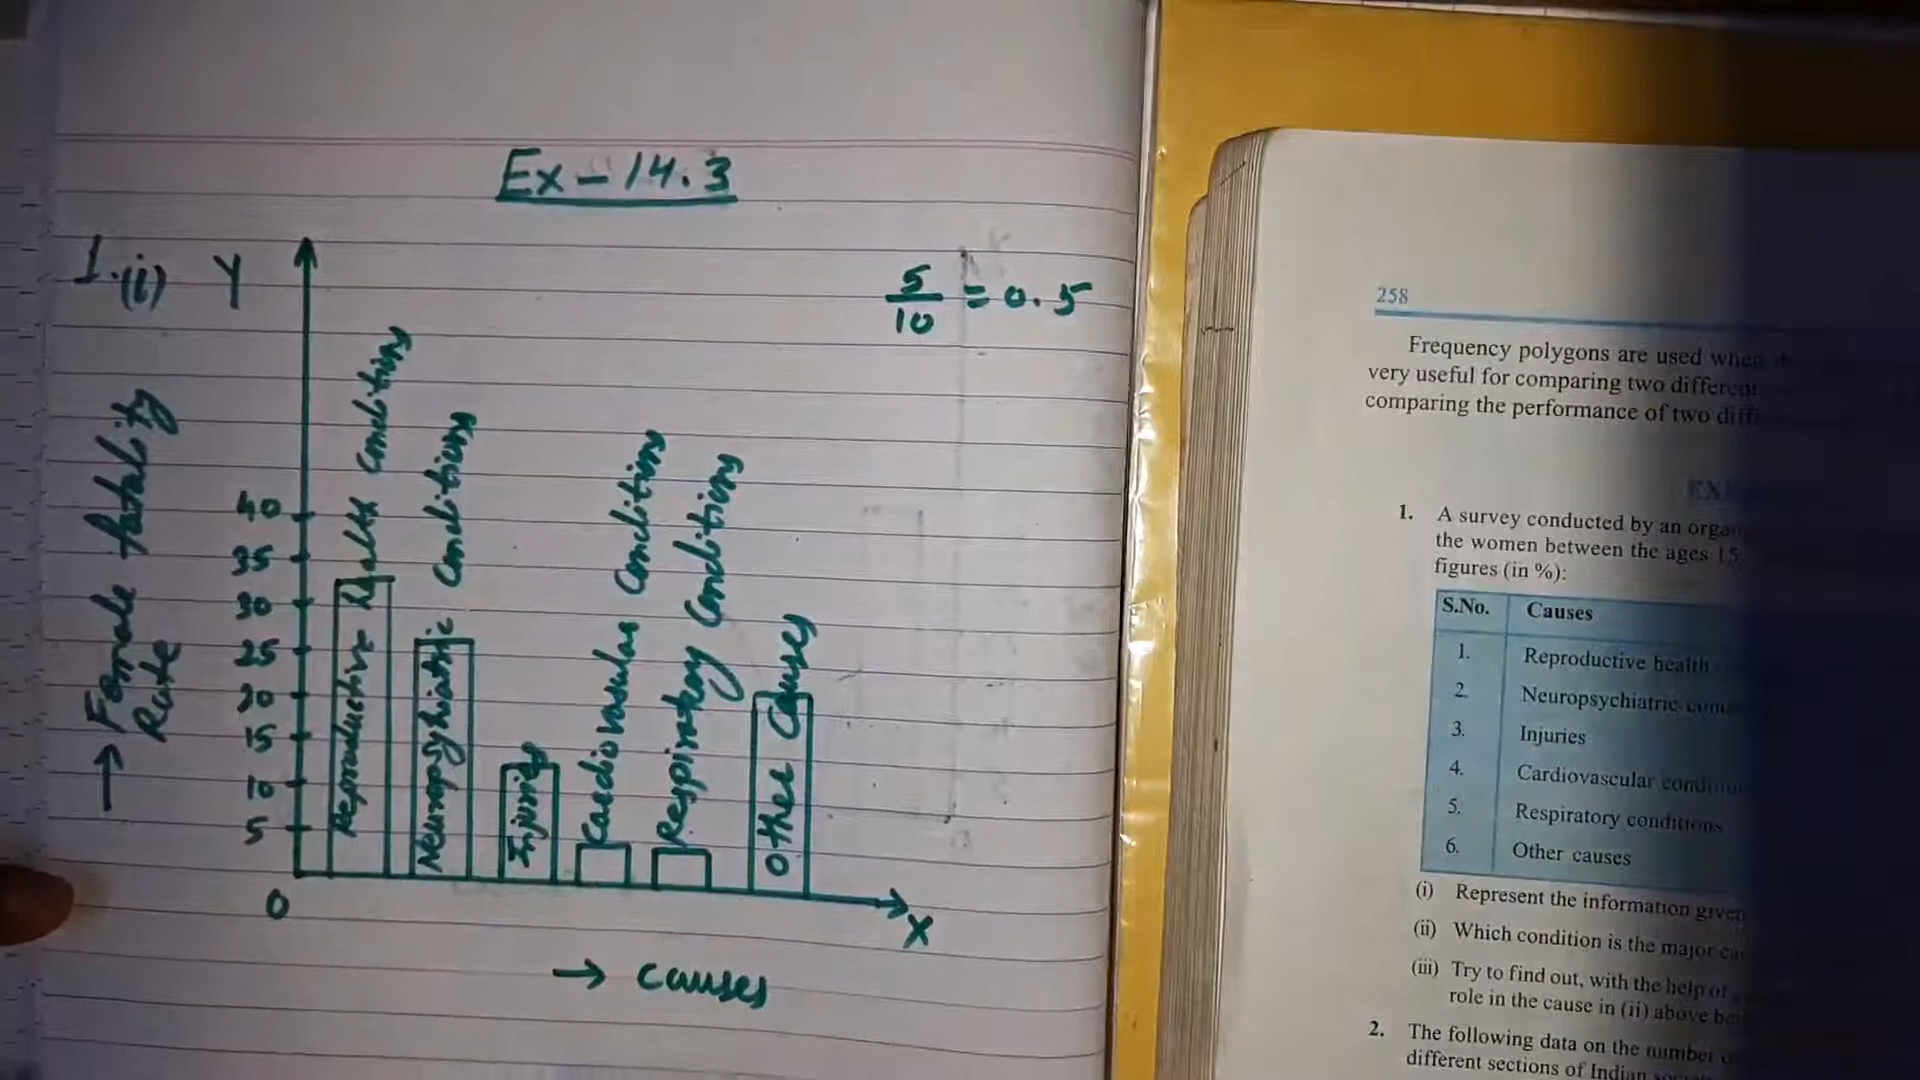 Ex - 14.3
1.(i) Y
5/10 = 0.5
→ Female fatality
Rate
40
35
30
25
20
15
10
5
0
Reproductive health conditions
Neuropsyhiatric conditions
Injuries
Cardiovasular Conditions
Respiratory Conditions
Other Causes
X
→ Causes
258
Frequency polygons are used when
very useful for comparing two different
comparing the performance of two
1. A survey conducted by an
the women between the ages 15
figures (in %):
S.No. Causes
1. Reproductive health
2. Neuropsychiatric
3. Injuries
4. Cardiovascular
5. Respiratory conditions
6. Other causes
(i) Represent the information given
(ii) Which condition is the major
(iii) Try to find out, with the help of
role in the cause in (ii) above
2. The following data on the number
different sections of Indian